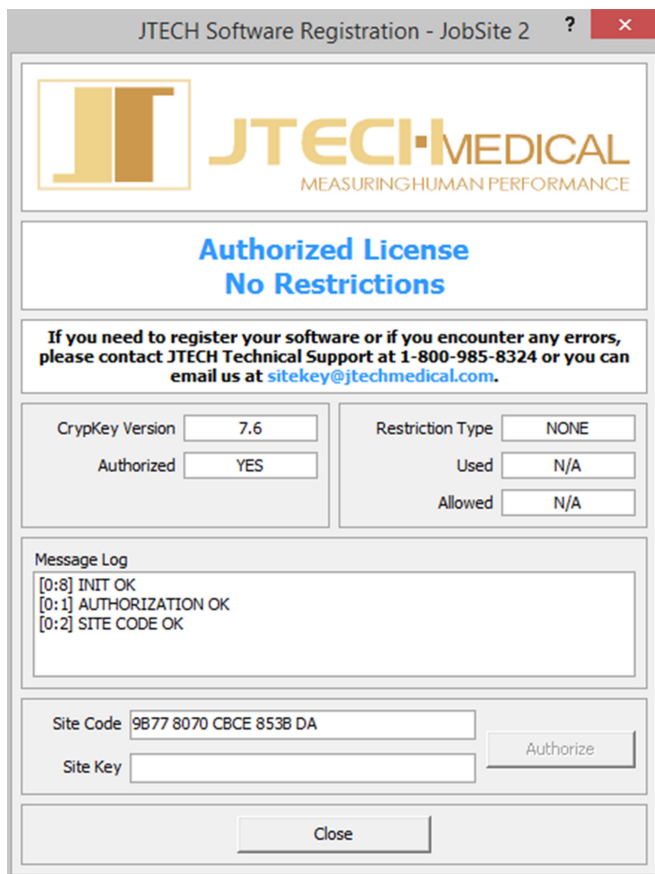 JTECH Software Registration - JobSite 2 ? ×
JTECH MEDICAL
MEASURING HUMAN PERFORMANCE
Authorized License
No Restrictions
If you need to register your software or if you encounter any errors,
please contact JTECH Technical Support at 1-800-985-8324 or you can
email us at sitekey@jtechmedical.com.
CrypKey Version 7.6
Authorized YES
Restriction Type NONE
Used N/A
Allowed N/A
Message Log
[0:8] INIT OK
[0:1] AUTHORIZATION OK
[0:2] SITE CODE OK
Site Code 9B77 8070 CBCE 853B DA
Site Key
Authorize
Close